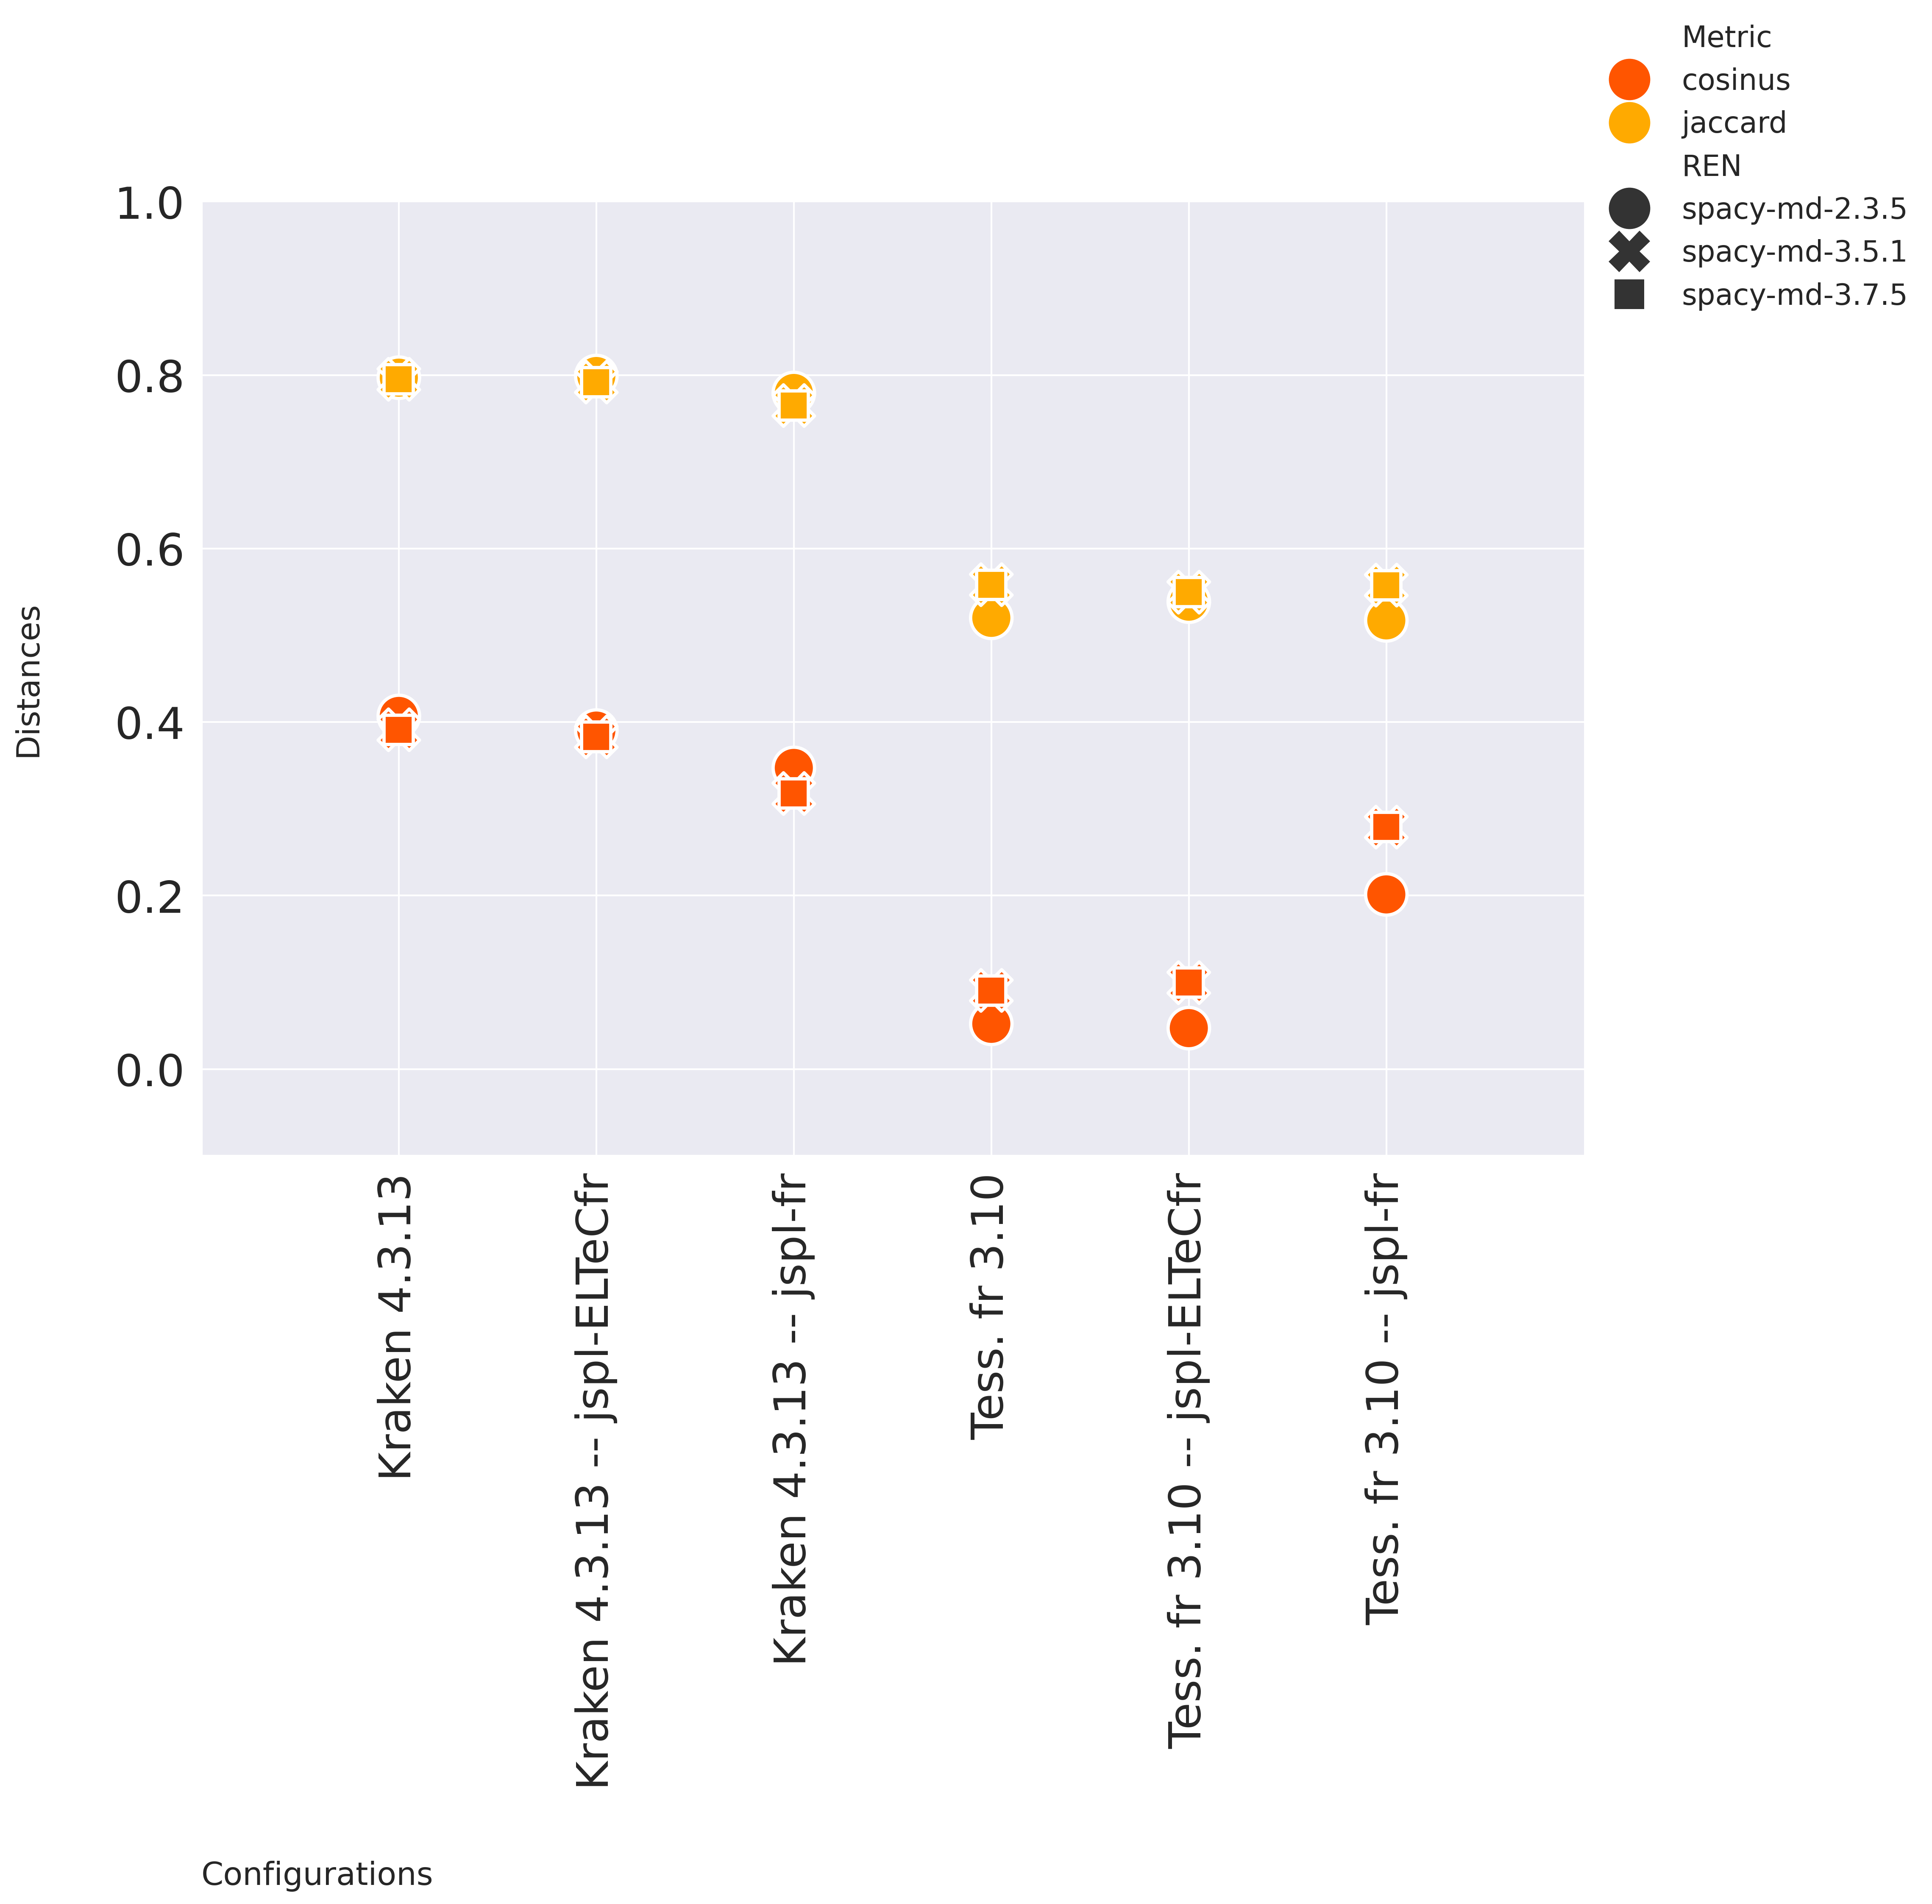 Metric
cosinus
jaccard
REN
spacy-md-2.3.5
spacy-md-3.5.1
spacy-md-3.7.5
1.0
0.8
0.6
0.4
0.2
0.0
Distances
Kraken 4.3.13
Kraken 4.3.13 -- jspl-ELTeCfr
Kraken 4.3.13 -- jspl-fr
Tess. fr 3.10
Tess. fr 3.10 -- jspl-ELTeCfr
Tess. fr 3.10 -- jspl-fr
Configurations